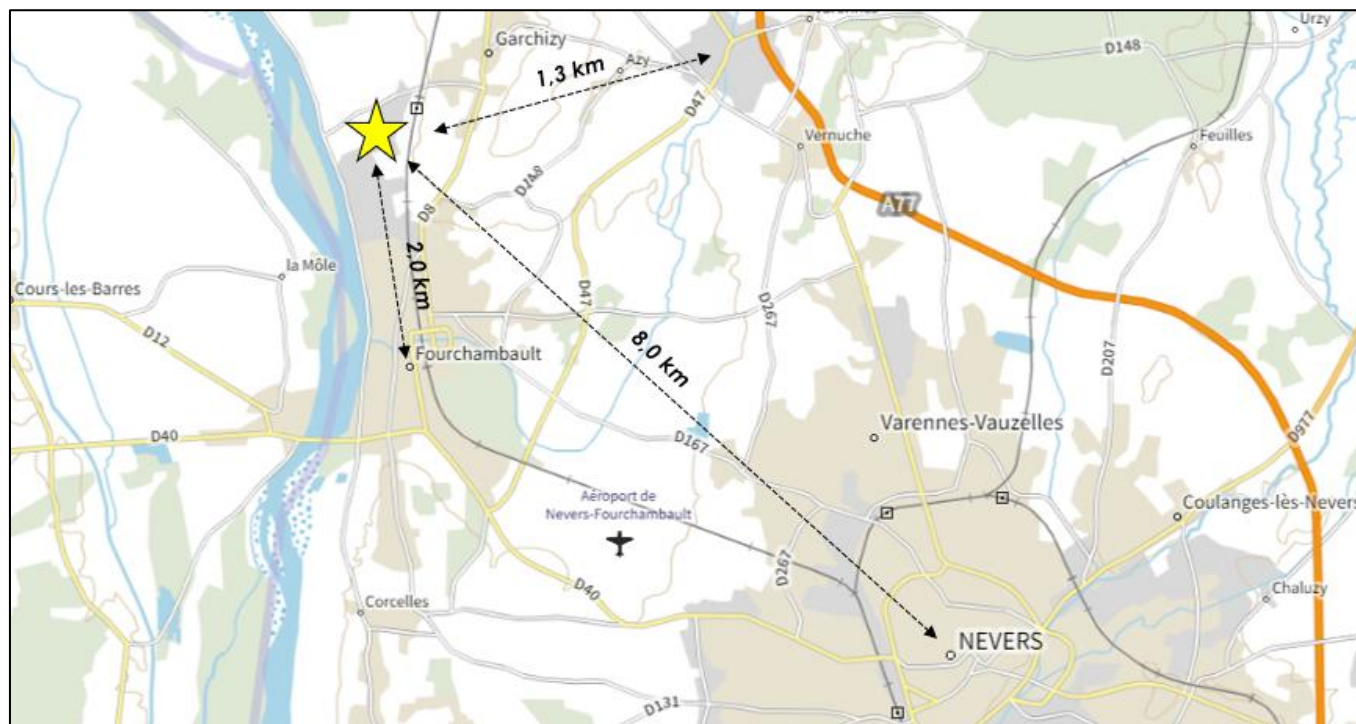 Urzy
Garchizy
D148
1,3 km
Azy
D47
Vernuche
Feuilles
D148
A77
D8
2,0 km
la Môle
Cours-les-Barres
D47
D267
D12
D207
Fourchambault
8,0 km
Varennes-Vauzelles
D40
D167
D977
Aéroport de
Nevers-Fourchambault
Coulanges-lès-Nevers
D267
D40
Chaluzy
Corcelles
NEVERS
D131